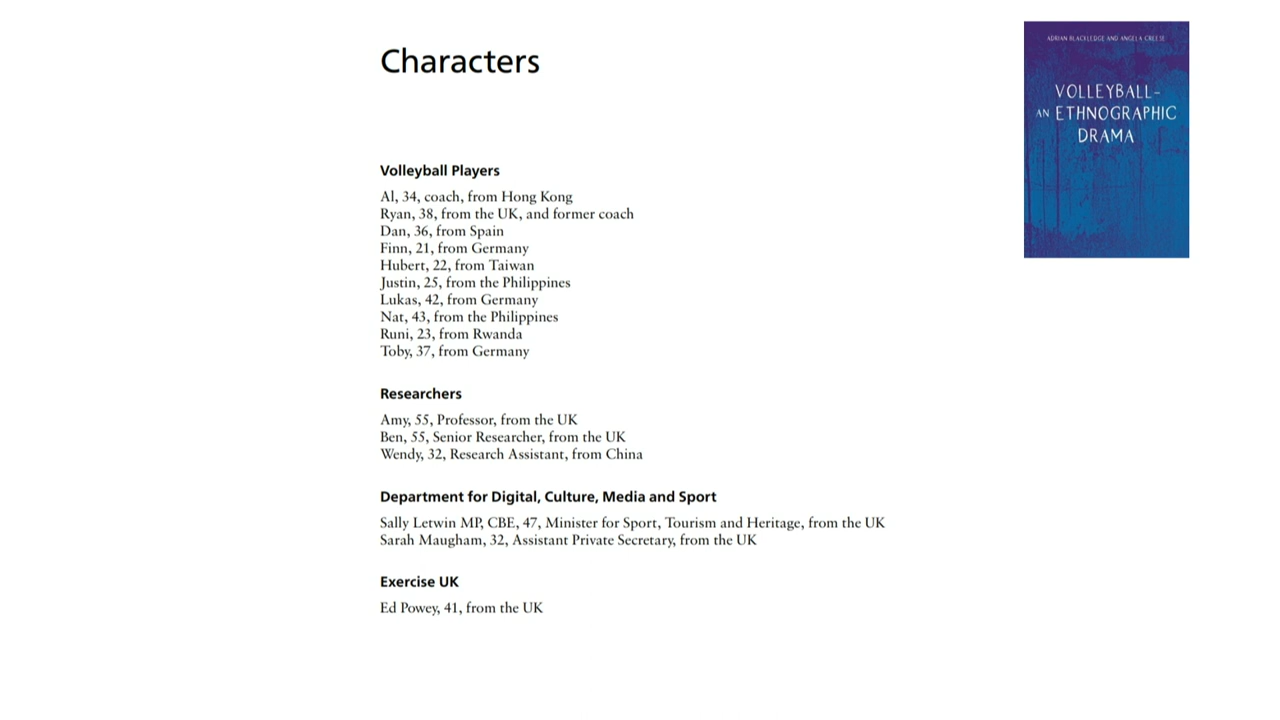 Characters
Volleyball Players
Al, 34, coach, from Hong Kong
Ryan, 38, from the UK, and former coach
Dan, 36, from Spain
Finn, 21, from Germany
Hubert, 22, from Taiwan
Justin, 25, from the Philippines
Lukas, 42, from Germany
Nat, 43, from the Philippines
Runi, 23, from Rwanda
Toby, 37, from Germany
Researchers
Amy, 55, Professor, from the UK
Ben, 55, Senior Researcher, from the UK
Wendy, 32, Research Assistant, from China
Department for Digital, Culture, Media and Sport
Sally Letwin MP, CBE, 47, Minister for Sport, Tourism and Heritage, from the UK
Sarah Maugham, 32, Assistant Private Secretary, from the UK
Exercise UK
Ed Powey, 41, from the UK
ADRIAN BLACKLEDGE AND ANGELA CREESE
VOLLEYBALL-
AN ETHNOGRAPHIC
DRAMA